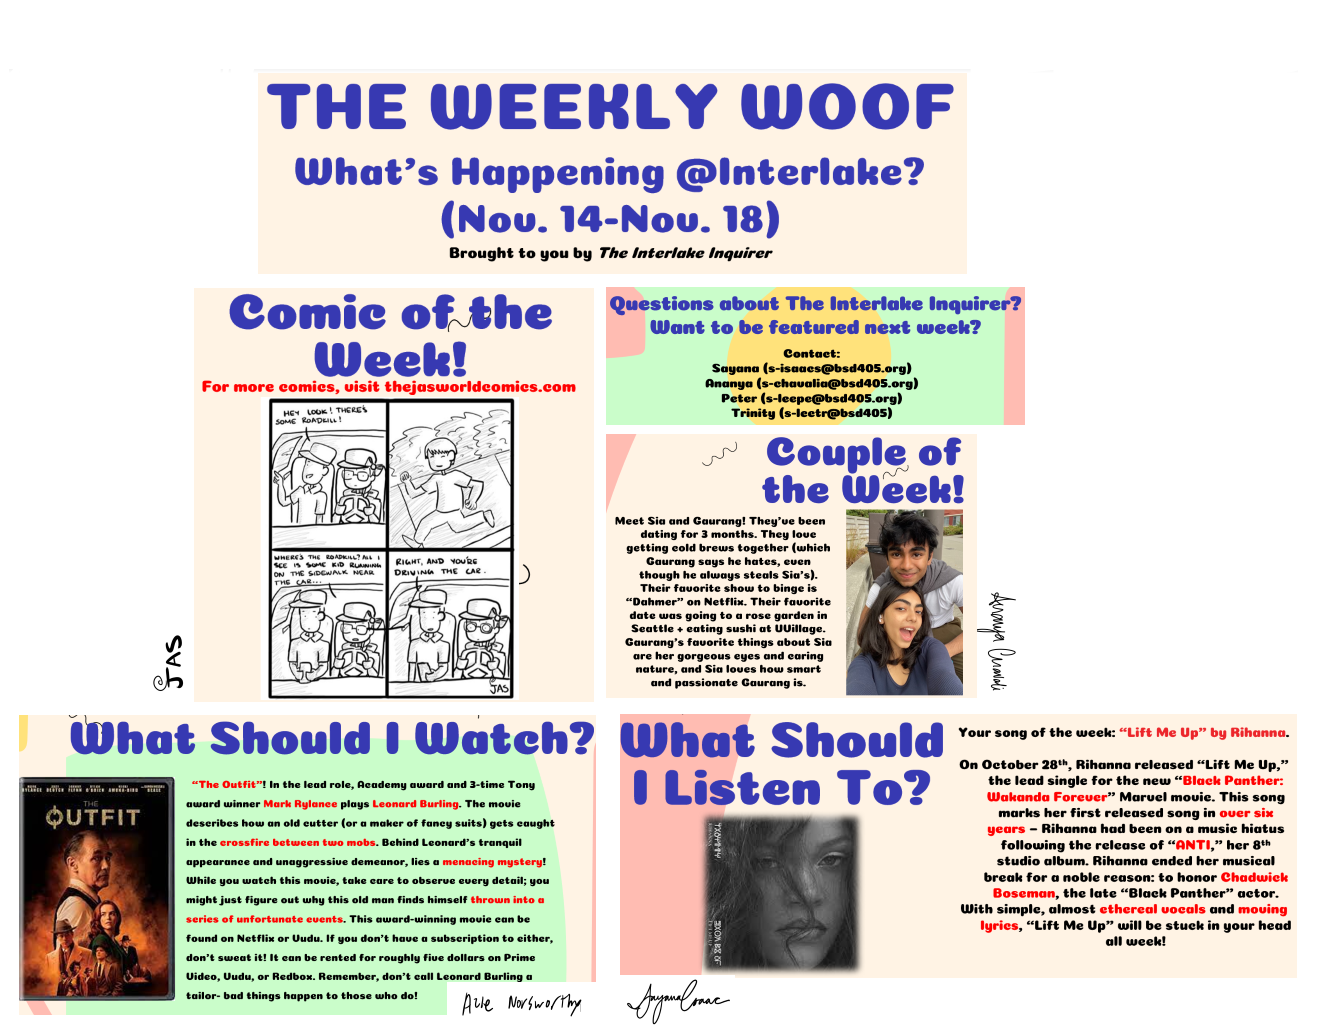 THE WEEKLY WOOF
What's Happening @Interlake?
(Nov. 14-Nov. 18)
Brought to you by The Interlake Inquirer
Comic of the
Week!
For more comics, visit thejasworldcomics.com
HEY LOOK! THERE'S
SOME ROADKILL!
WHERE'S THE ROADKILL? ALL I
SEE IS SOME KID RUNNING
ON THE SIDEWALK NEAR
THE CAR...
RIGHT, AND YOU'RE
DRIVING THE CAR.
JAS
JAS
Questions about The Interlake Inquirer?
Want to be featured next week?
Contact:
Sayana (s-isaacs@bsd405.org)
Ananya (s-chavalia@bsd405.org)
Peter (s-leepe@bsd405.org)
Trinity (s-leetr@bsd405)
Couple of
the Week!
Meet Sia and Gaurang! They've been
dating for 3 months. They love
getting cold brews together (which
Gaurang says he hates, even
though he always steals Sia's).
Their favorite show to binge is
"Dahmer" on Netflix. Their favorite
date was going to a rose garden in
Seattle + eating sushi at UVillage.
Gaurang's favorite things about Sia
are her gorgeous eyes and caring
nature, and Sia loves how smart
and passionate Gaurang is.
Ananya
What Should I Watch?
THE
OUTFIT
"The Outfit"! In the lead role, Academy award and 3-time Tony
award winner Mark Rylance plays Leonard Burling. The movie
describes how an old cutter (or a maker of fancy suits) gets caught
in the crossfire between two mobs. Behind Leonard's tranquil
appearance and unaggressive demeanor, lies a menacing mystery!
While you watch this movie, take care to observe every detail; you
might just figure out why this old man finds himself thrown into a
series of unfortunate events. This award-winning movie can be
found on Netflix or Vudu. If you don't have a subscription to either,
don't sweat it! It can be rented for roughly five dollars on Prime
Video, Vudu, or Redbox. Remember, don't call Leonard Burling a
tailor- bad things happen to those who do!
Norsworthy
What Should
I Listen To?
Your song of the week: "Lift Me Up" by Rihanna.
On October 28th, Rihanna released "Lift Me Up,"
the lead single for the new "Black Panther:
Wakanda Forever" Marvel movie. This song
marks her first released song in over six
years – Rihanna had been on a music hiatus
following the release of "ANTI," her 8th
studio album. Rihanna ended her musical
break for a noble reason: to honor Chadwick
Boseman, the late "Black Panther" actor.
With simple, almost ethereal vocals and moving
lyrics, "Lift Me Up" will be stuck in your head
all week!